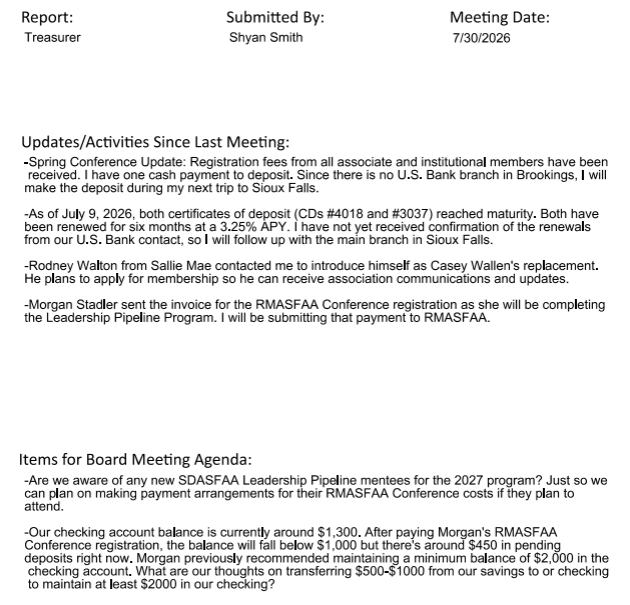 Report: Submitted By: Meeting Date:
Treasurer Shyan Smith 7/30/2026
Updates/Activities Since Last Meeting:
-Spring Conference Update: Registration fees from all associate and institutional members have been
received. I have one cash payment to deposit. Since there is no U.S. Bank branch in Brookings, I will
make the deposit during my next trip to Sioux Falls.
-As of July 9, 2026, both certificates of deposit (CDs #4018 and #3037) reached maturity. Both have
been renewed for six months at a 3.25% APY. I have not yet received confirmation of the renewals
from our U.S. Bank contact, so I will follow up with the main branch in Sioux Falls.
-Rodney Walton from Sallie Mae contacted me to introduce himself as Casey Wallen's replacement.
He plans to apply for membership so he can receive association communications and updates.
-Morgan Stadler sent the invoice for the RMASFAA Conference registration as she will be completing
the Leadership Pipeline Program. I will be submitting that payment to RMASFAA.
Items for Board Meeting Agenda:
-Are we aware of any new SDASFAA Leadership Pipeline mentees for the 2027 program? Just so we
can plan on making payment arrangements for their RMASFAA Conference costs if they plan to
attend.
-Our checking account balance is currently around $1,300. After paying Morgan's RMASFAA
Conference registration, the balance will fall below $1,000 but there's around $450 in pending
deposits right now. Morgan previously recommended maintaining a minimum balance of $2,000 in the
checking account. What are our thoughts on transferring $500-$1000 from our savings to or checking
to maintain at least $2000 in our checking?